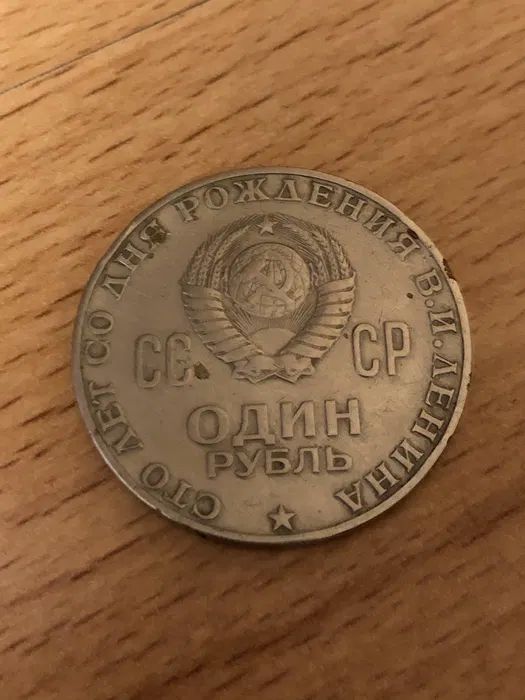 СТО ЛЕТ СО ДНЯ РОЖДЕНИЯ В.И.ЛЕНИНА
СС СР
ОДИН
РУБЛЬ